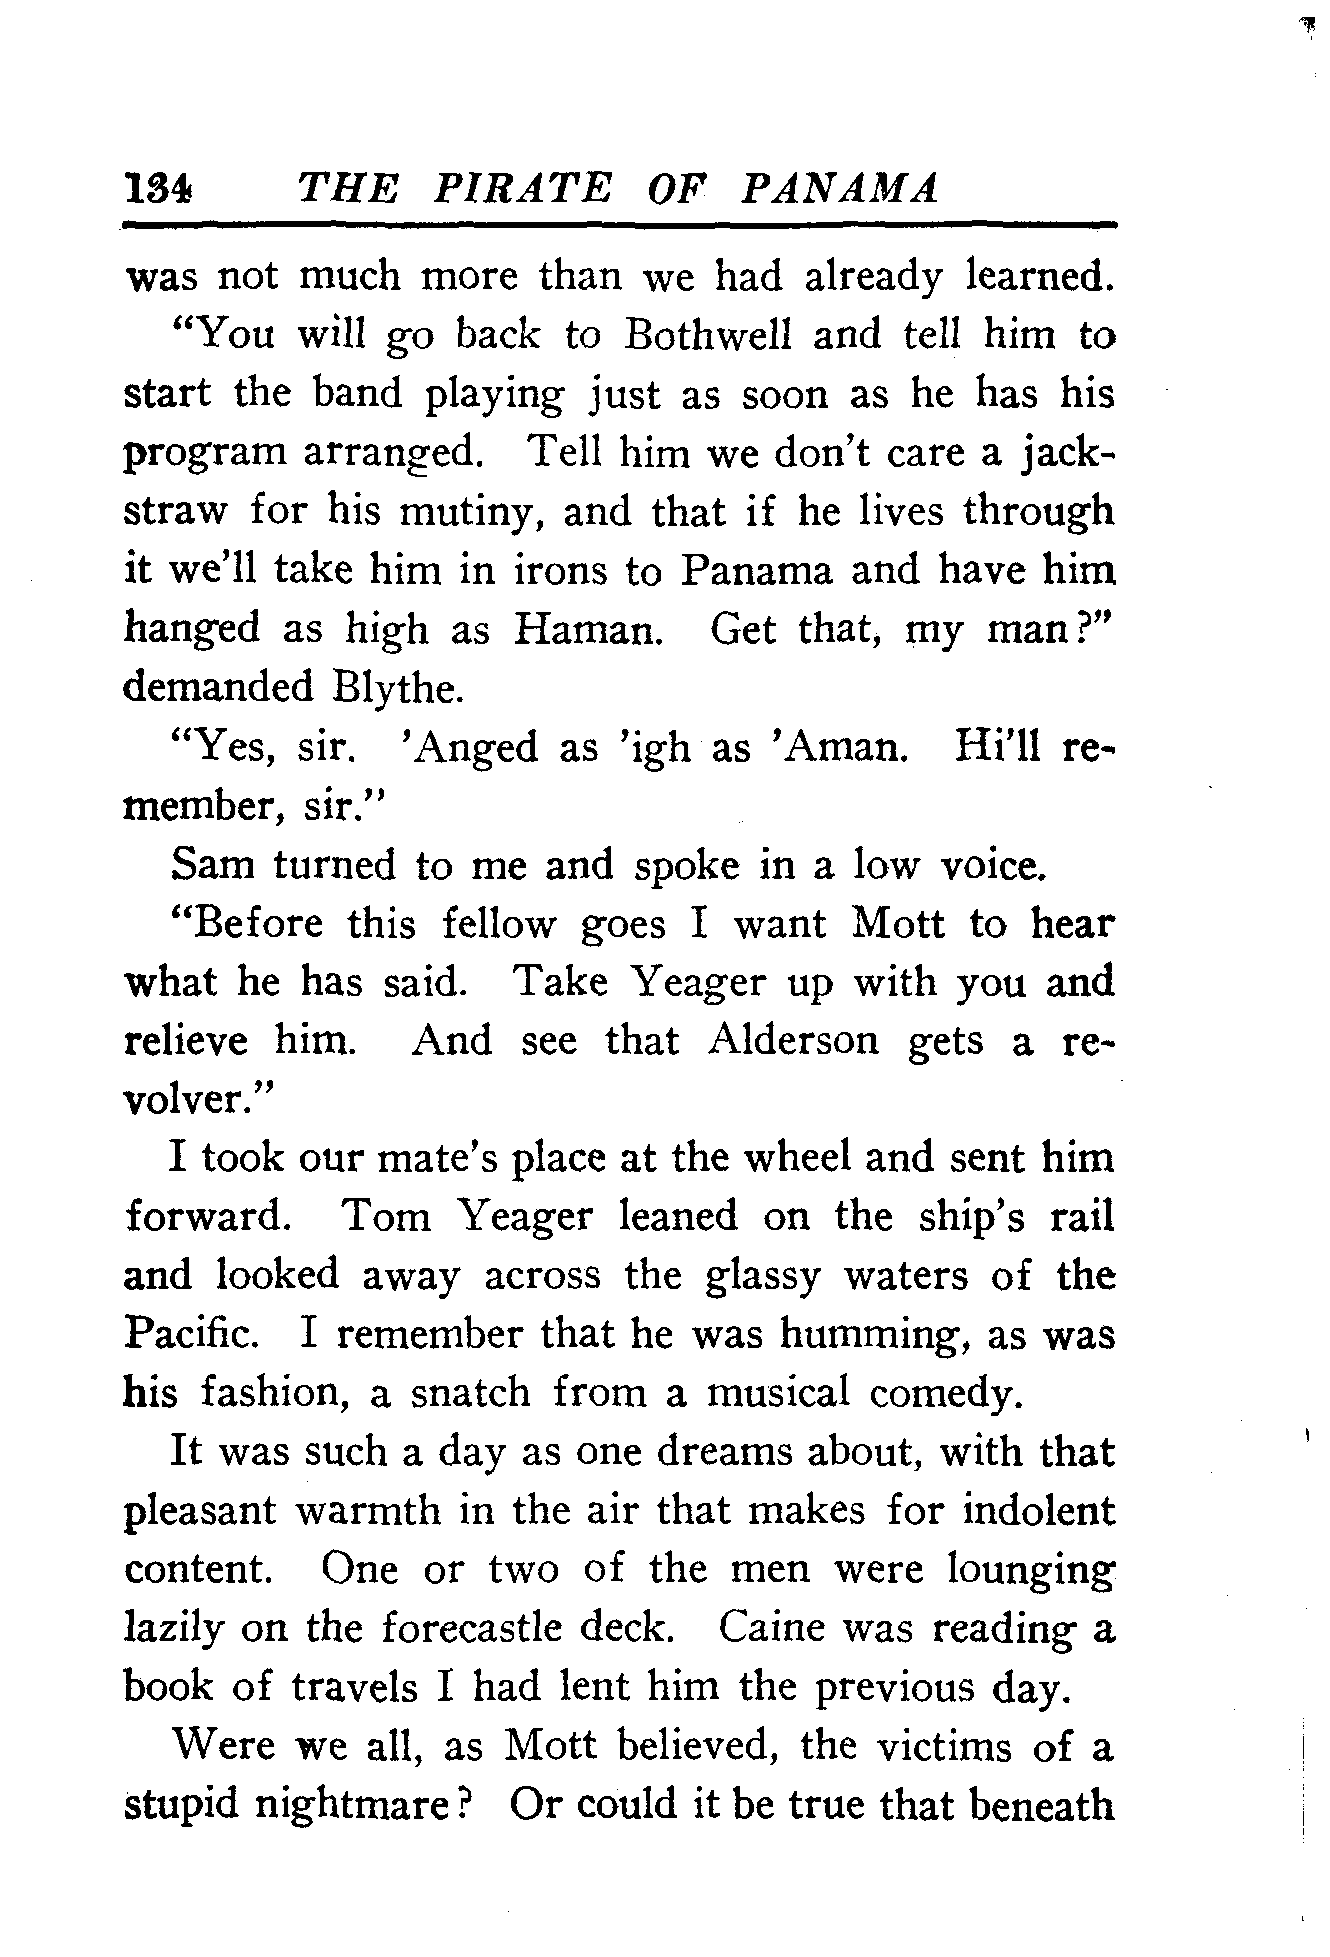 134 THE PIRATE OF PANAMA
was not much more than we had already learned.
“You will go back to Bothwell and tell him to
start the band playing just as soon as he has his
program arranged. Tell him we don’t care a jack-
straw for his mutiny, and that if he lives through
it we’ll take him in irons to Panama and have him
hanged as high as Haman. Get that, my man?”
demanded Blythe.
“Yes, sir. ’Anged as ’igh as ’Aman. Hi’ll re-
member, sir.”
Sam turned to me and spoke in a low voice.
“Before this fellow goes I want Mott to hear
what he has said. Take Yeager up with you and
relieve him. And see that Alderson gets a re-
volver.”
I took our mate’s place at the wheel and sent him
forward. Tom Yeager leaned on the ship’s rail
and looked away across the glassy waters of the
Pacific. I remember that he was humming, as was
his fashion, a snatch from a musical comedy.
It was such a day as one dreams about, with that
pleasant warmth in the air that makes for indolent
content. One or two of the men were lounging
lazily on the forecastle deck. Caine was reading a
book of travels I had lent him the previous day.
Were we all, as Mott believed, the victims of a
stupid nightmare? Or could it be true that beneath